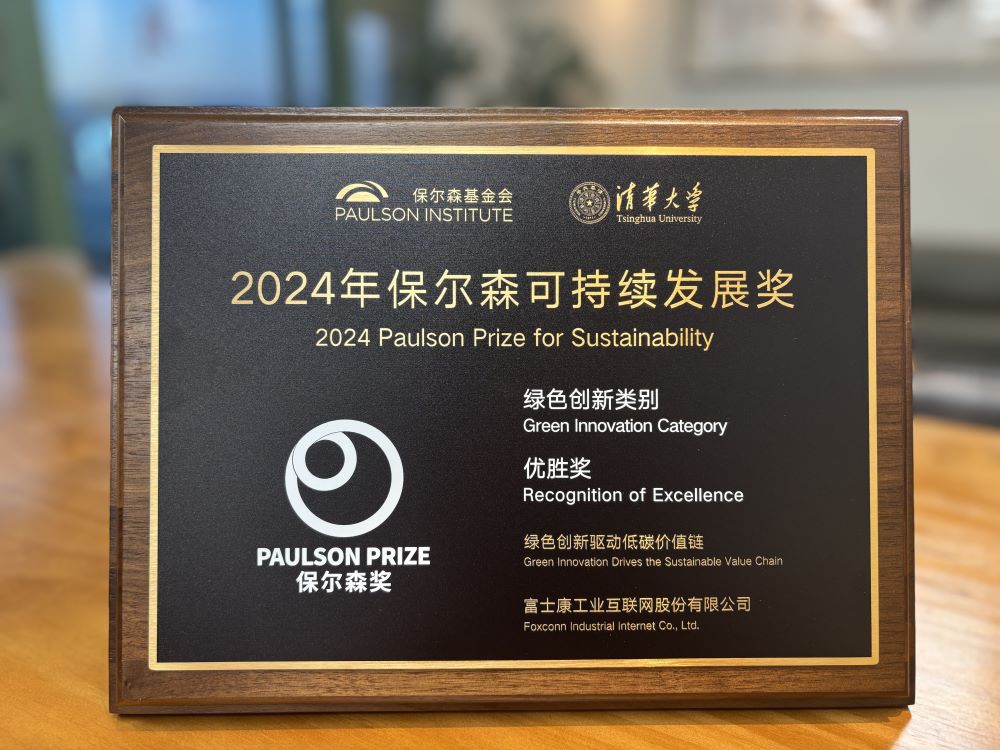 保尔森基金会
PAULSON INSTITUTE
清華大学
Tsinghua University
2024年保尔森可持续发展奖
2024 Paulson Prize for Sustainability
绿色创新类别
Green Innovation Category
优胜奖
Recognition of Excellence
绿色创新驱动低碳价值链
Green Innovation Drives the Sustainable Value Chain
富士康工业互联网股份有限公司
Foxconn Industrial Internet Co., Ltd.
PAULSON PRIZE
保尔森奖